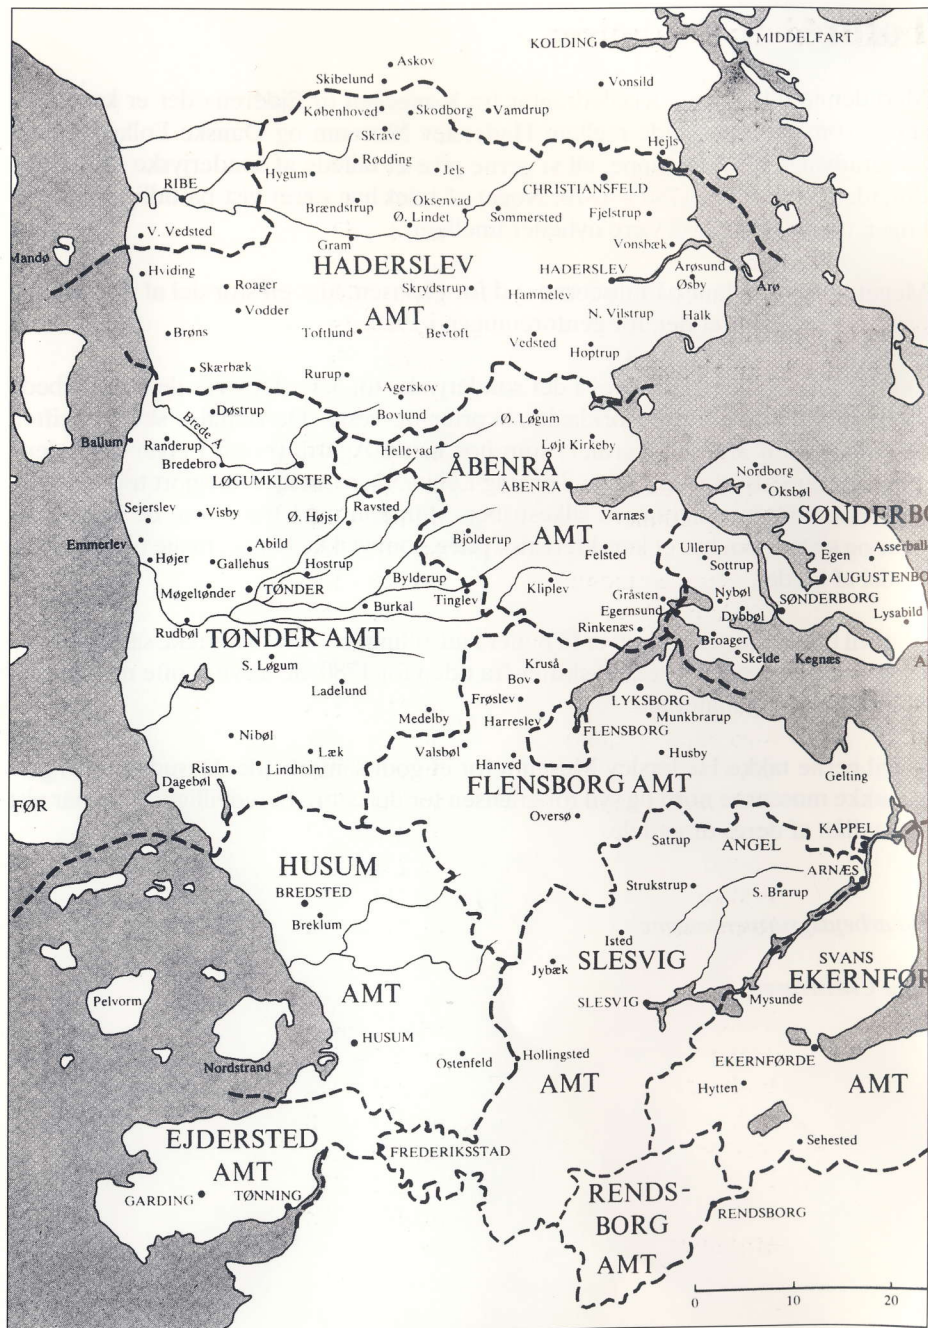 KOLDING
MIDDELFART
Askov
Skibelund
Vonsild
Københoved
Skodborg
Vamdrup
Skrave
Hejls
Rødding
Hygum
Jels
RIBE
CHRISTIANSFELD
Brændstrup
Oksenvad
Ø. Lindet
Sommersted
Fjelstrup
V. Vedsted
Gram
Vonsbæk
Mandø
HADERSLEV
AMT
Hviding
Roager
Skrydstrup
HADERSLEV
Hammelev
Årøsund
Øsby
Årø
Vodder
N. Vilstrup
Halk
Brøns
Toftlund
Bevtoft
Vedsted
Hoptrup
Skærbæk
Rurup
Agerskov
Døstrup
Bovlund
Ø. Løgum
Brede Å
Ballum
Randerup
Hellevad
Løjt Kirkeby
Bredebro
LØGUMKLOSTER
ÅBENRÅ
AMT
ÅBENRÅ
Nordborg
Oksbøl
Sejerslev
Visby
Ravsted
Ø. Højst
Varnæs
SØNDERBO
Emmerlev
Abild
Bjolderup
Felsted
Ullerup
Egen
Asserball
Højer
Gallehus
Hostrup
Sottrup
Møgeltønder
TØNDER
Bylderup
Kliplev
Gråsten
Nybøl
AUGUSTENBO
Tinglev
Egernsund
SØNDERBORG
Burkal
Dybbøl
Lysabild
Rudbøl
Rinkenæs
TØNDER AMT
Broager
S. Løgum
Kruså
Skelde
Kegnæs
Bov
Ladelund
Frøslev
LYKSBORG
Medelby
Harreslev
Munkbrarup
Nibøl
FLENSBORG
Læk
Valsbøl
Husby
Risum
Lindholm
Hanved
Gelting
Dagebøl
FLENSBORG AMT
FØR
Oversø
Satrup
ANGEL
KAPPEL
HUSUM
AMT
ARNÆS
BREDSTED
Strukstrup
S. Brarup
Breklum
Isted
SLESVIG
AMT
SVANS
Jybæk
EKERNFØR
AMT
Pelvorm
SLESVIG
Mysunde
HUSUM
Nordstrand
Ostenfeld
Hollingsted
EKERNFÖRDE
Hytten
EJDERSTED
AMT
Sehested
FREDERIKSSTAD
GARDING
TØNNING
RENDS-
BORG
AMT
RENDSBORG
0 10 20